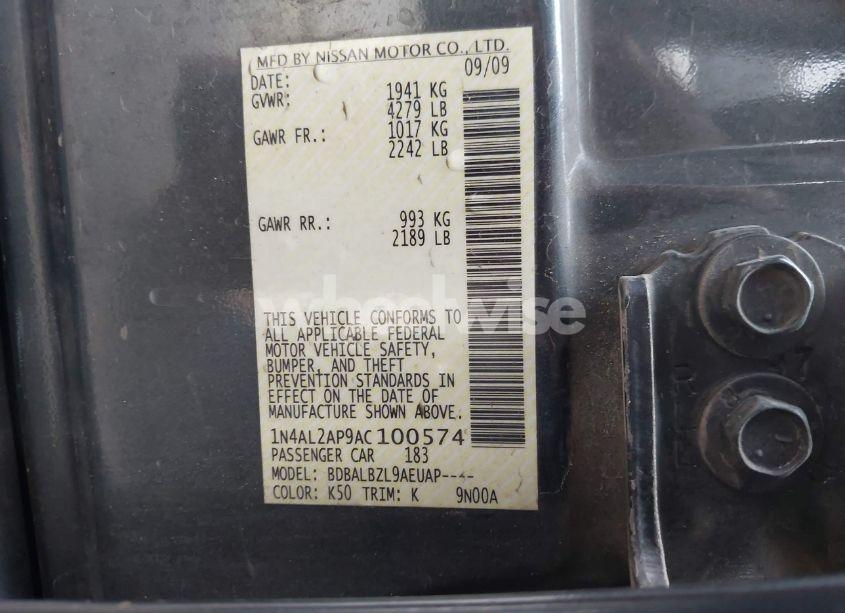 MFD BY NISSAN MOTOR CO., LTD.
DATE: 09/09
GVWR: 1941 KG
4279 LB
GAWR FR.: 1017 KG
2242 LB
GAWR RR.: 993 KG
2189 LB
wheelwise
THIS VEHICLE CONFORMS TO
ALL APPLICABLE FEDERAL
MOTOR VEHICLE SAFETY,
BUMPER, AND THEFT
PREVENTION STANDARDS IN
EFFECT ON THE DATE OF
MANUFACTURE SHOWN ABOVE.
1N4AL2AP9AC100574
PASSENGER CAR 183
MODEL: BDBALBZL9AEUAP----
COLOR: K50 TRIM: K 9N00A